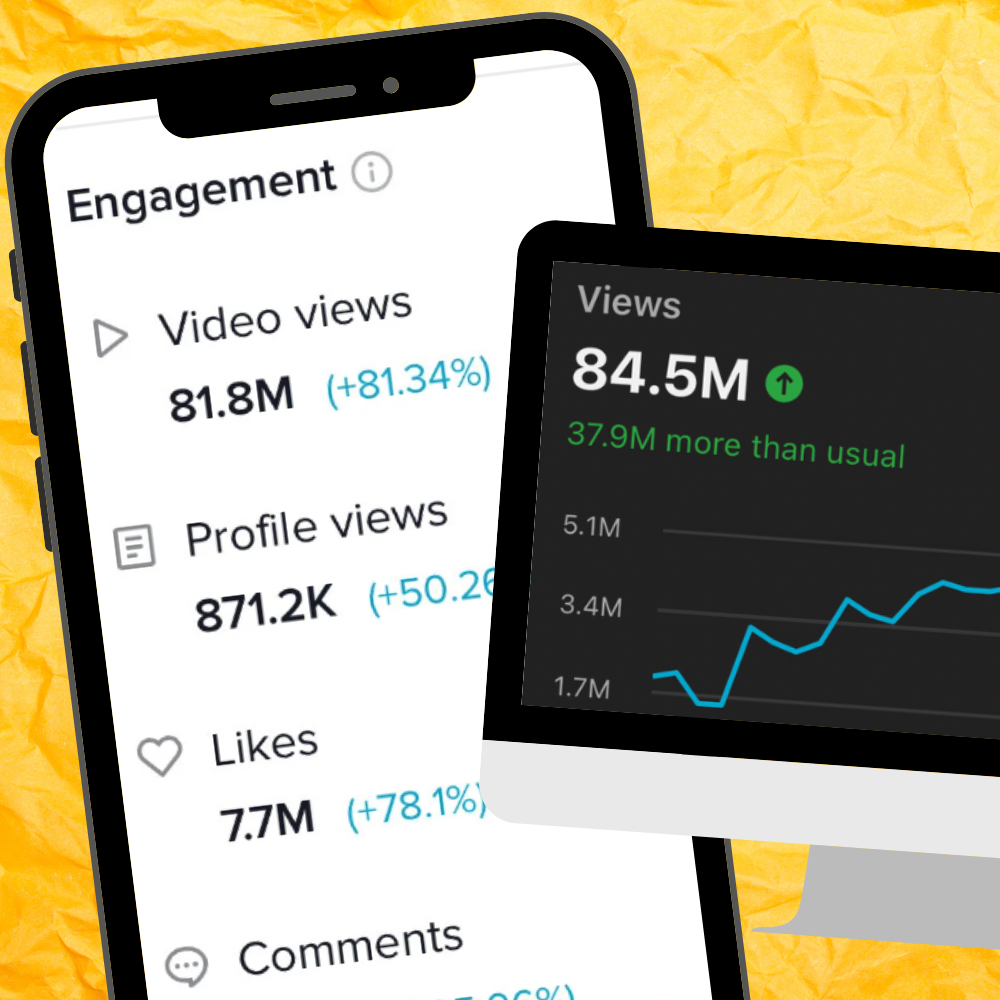 Engagement
Video views
81.8M (+81.34%)
Profile views
871.2K (+50.26
Likes
7.7M (+78.1%)
Comments
Views
84.5M
37.9M more than usual
5.1M
3.4M
1.7M